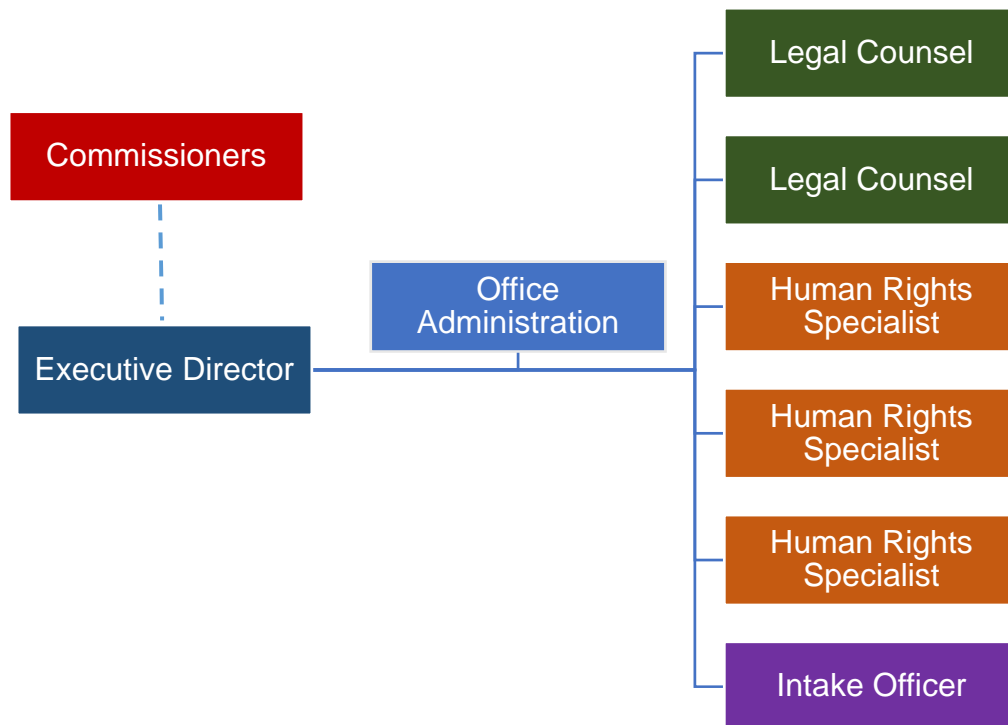 Legal Counsel
Commissioners
Legal Counsel
Office
Administration
Human Rights
Specialist
Executive Director
Human Rights
Specialist
Human Rights
Specialist
Intake Officer